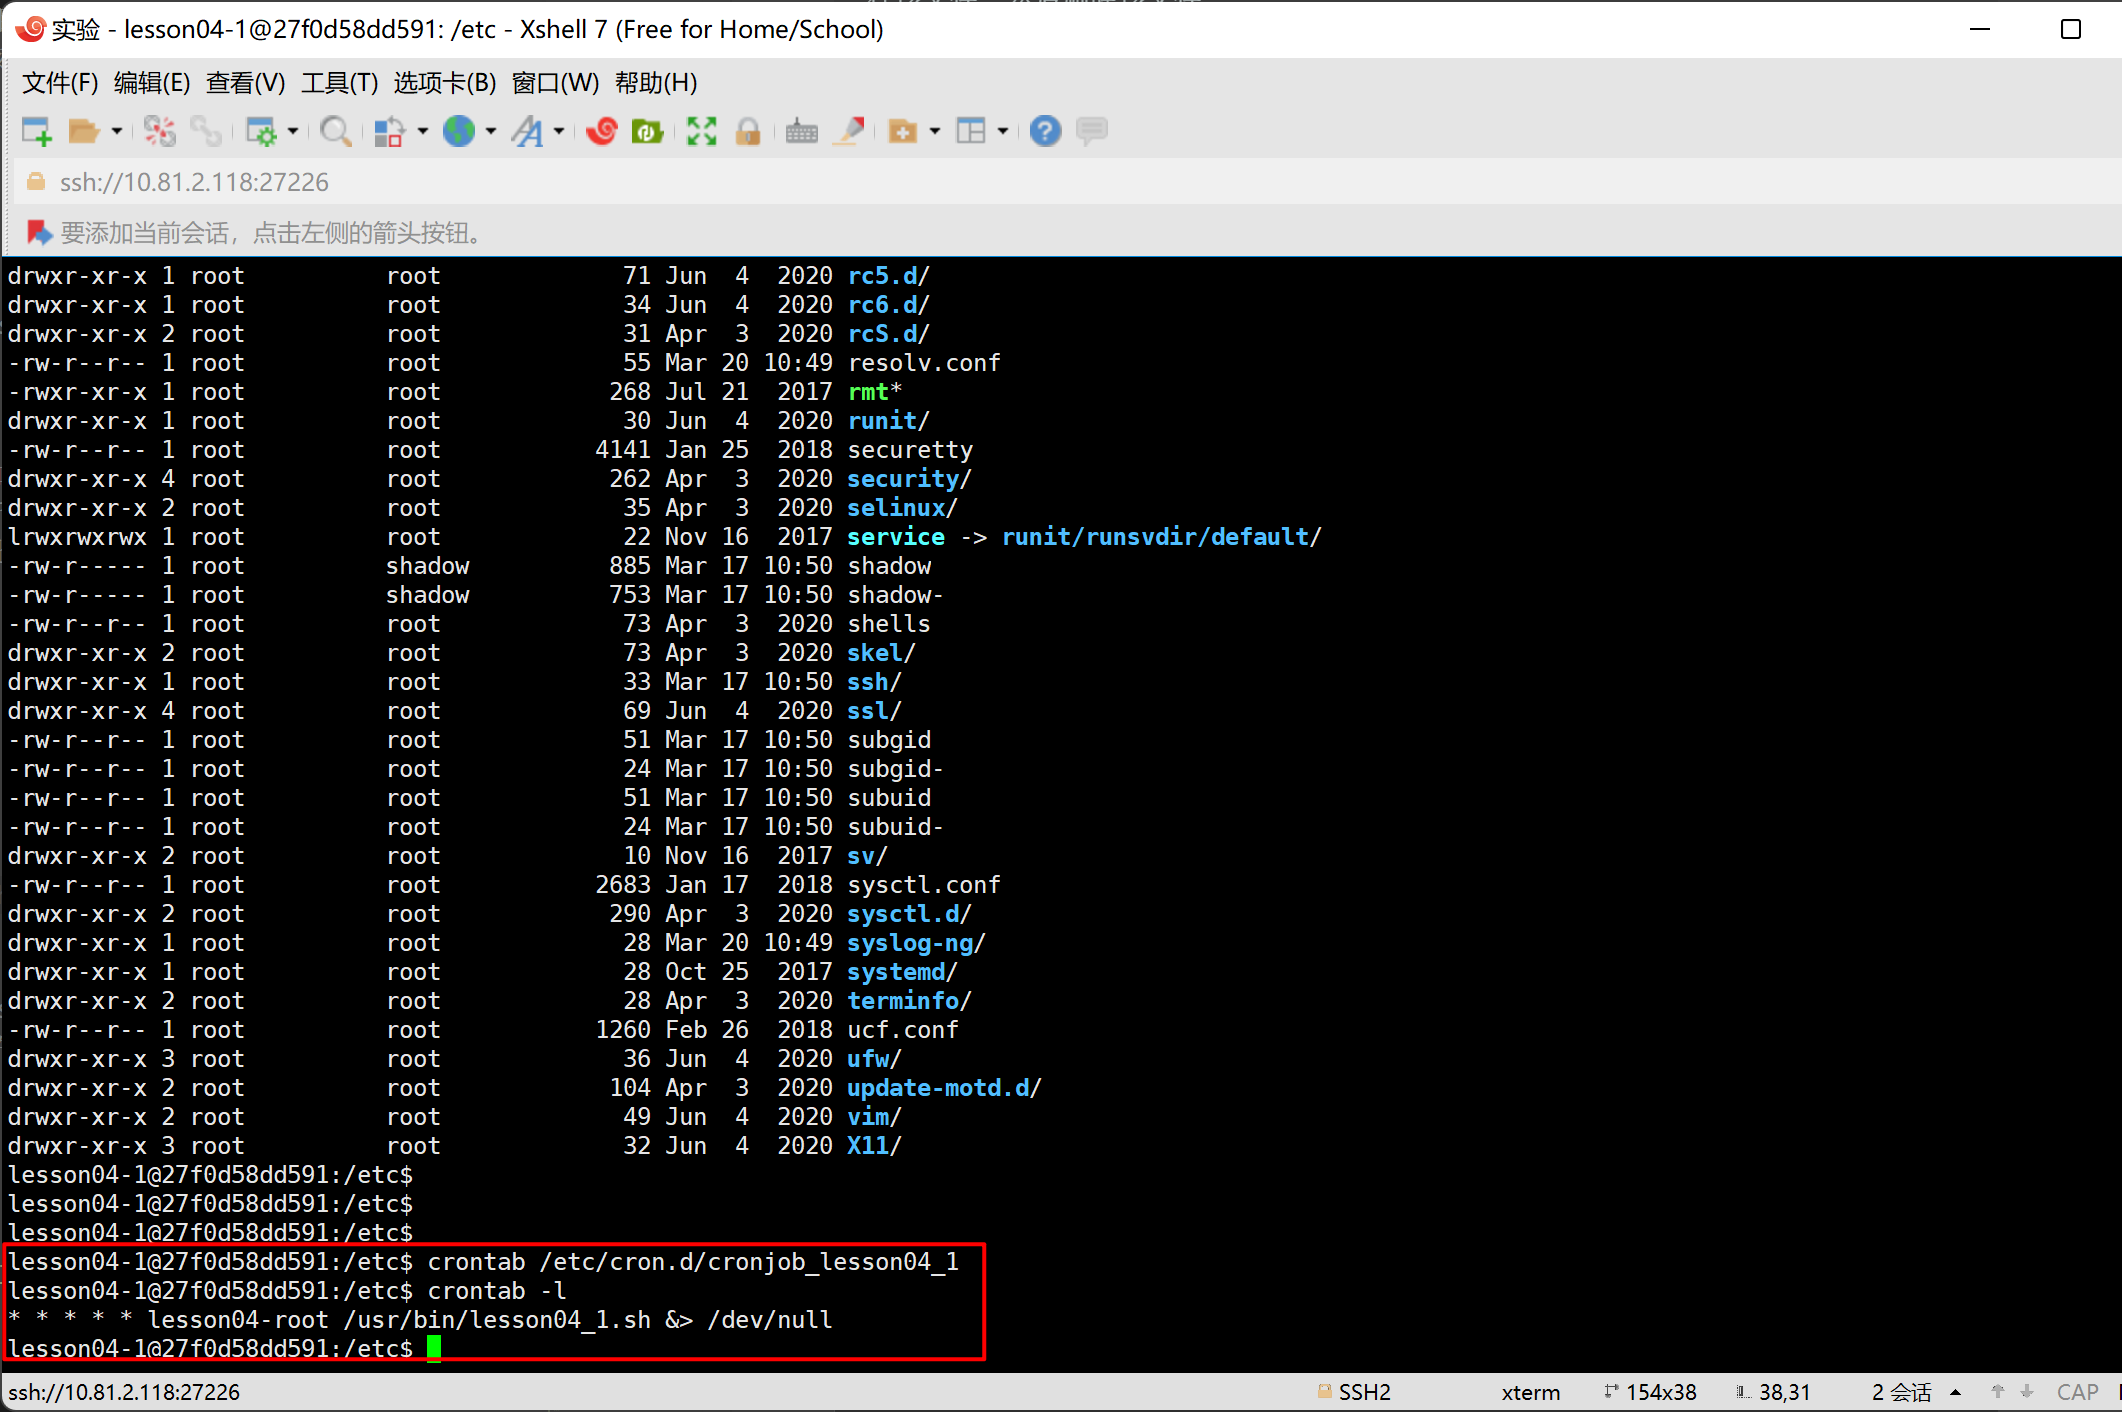 实验 - lesson04-1@27f0d58dd591: /etc - Xshell 7 (Free for Home/School)
文件(F) 编辑(E) 查看(V) 工具(T) 选项卡(B) 窗口(W) 帮助(H)
ssh://10.81.2.118:27226
要添加当前会话，点击左侧的箭头按钮。
drwxr-xr-x 1 root          root             71 Jun  4  2020 rc5.d/
drwxr-xr-x 1 root          root             34 Jun  4  2020 rc6.d/
drwxr-xr-x 2 root          root             31 Apr  3  2020 rcS.d/
-rw-r--r-- 1 root          root             55 Mar 20 10:49 resolv.conf
-rwxr-xr-x 1 root          root            268 Jul 21  2017 rmt*
drwxr-xr-x 1 root          root             30 Jun  4  2020 runit/
-rw-r--r-- 1 root          root           4141 Jan 25  2018 securetty
drwxr-xr-x 4 root          root            262 Apr  3  2020 security/
drwxr-xr-x 2 root          root             35 Apr  3  2020 selinux/
lrwxrwxrwx 1 root          root             22 Nov 16  2017 service -> runit/runsvdir/default/
-rw-r----- 1 root          shadow          885 Mar 17 10:50 shadow
-rw-r----- 1 root          shadow          753 Mar 17 10:50 shadow-
-rw-r--r-- 1 root          root             73 Apr  3  2020 shells
drwxr-xr-x 2 root          root             73 Apr  3  2020 skel/
drwxr-xr-x 1 root          root             33 Mar 17 10:50 ssh/
drwxr-xr-x 4 root          root             69 Jun  4  2020 ssl/
-rw-r--r-- 1 root          root             51 Mar 17 10:50 subgid
-rw-r--r-- 1 root          root             24 Mar 17 10:50 subgid-
-rw-r--r-- 1 root          root             51 Mar 17 10:50 subuid
-rw-r--r-- 1 root          root             24 Mar 17 10:50 subuid-
drwxr-xr-x 2 root          root             10 Nov 16  2017 sv/
-rw-r--r-- 1 root          root           2683 Jan 17  2018 sysctl.conf
drwxr-xr-x 2 root          root            290 Apr  3  2020 sysctl.d/
drwxr-xr-x 1 root          root             28 Mar 20 10:49 syslog-ng/
drwxr-xr-x 1 root          root             28 Oct 25  2017 systemd/
drwxr-xr-x 2 root          root             28 Apr  3  2020 terminfo/
-rw-r--r-- 1 root          root           1260 Feb 26  2018 ucf.conf
drwxr-xr-x 3 root          root             36 Jun  4  2020 ufw/
drwxr-xr-x 2 root          root            104 Apr  3  2020 update-motd.d/
drwxr-xr-x 2 root          root             49 Jun  4  2020 vim/
drwxr-xr-x 3 root          root             32 Jun  4  2020 X11/
lesson04-1@27f0d58dd591:/etc$
lesson04-1@27f0d58dd591:/etc$
lesson04-1@27f0d58dd591:/etc$
lesson04-1@27f0d58dd591:/etc$ crontab /etc/cron.d/cronjob_lesson04_1
lesson04-1@27f0d58dd591:/etc$ crontab -l
* * * * * lesson04-root /usr/bin/lesson04_1.sh &> /dev/null
lesson04-1@27f0d58dd591:/etc$
ssh://10.81.2.118:27226 SSH2 xterm 154x38 38,31 2 会话 CAP